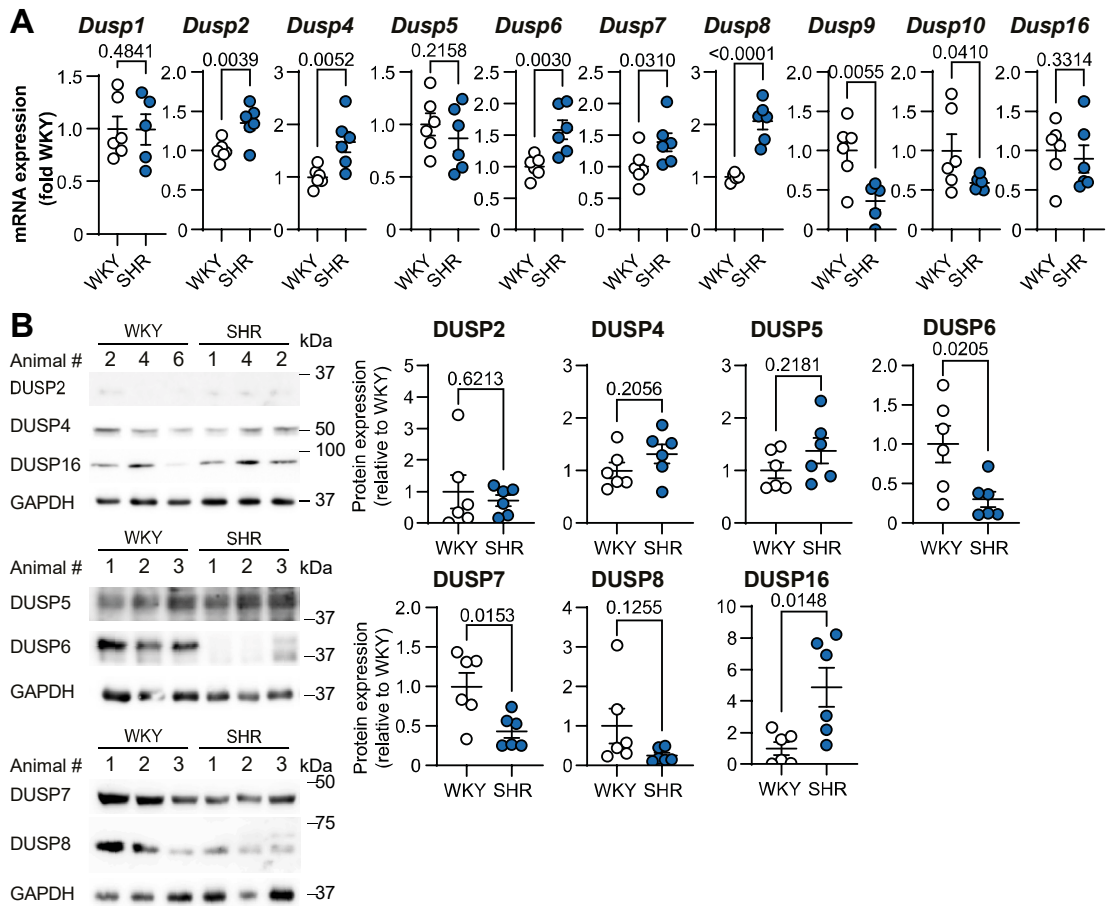 A
Dusp1 Dusp2 Dusp4 Dusp5 Dusp6 Dusp7 Dusp8 Dusp9 Dusp10 Dusp16
0.4841 0.0039 0.0052 0.2158 0.0030 0.0310 <0.0001 0.0055 0.0410 0.3314
mRNA expression
(fold WKY)
1.5 1.0 0.5 0
2.0 1.5 1.0 0.5 0
3 2 1 0
1.5 1.0 0.5 0
2.5 2.0 1.5 1.0 0.5 0
2.5 2.0 1.5 1.0 0.5 0
3 2 1 0
2.0 1.5 1.0 0.5 0
2.0 1.5 1.0 0.5 0
2.0 1.5 1.0 0.5 0
WKY SHR WKY SHR WKY SHR WKY SHR WKY SHR WKY SHR WKY SHR WKY SHR WKY SHR WKY SHR
B
WKY SHR
kDa
Animal # 2 4 6 1 4 2
37
DUSP2
DUSP4
50
100
DUSP16
GAPDH
37
WKY SHR
Animal # 1 2 3 1 2 3 kDa
DUSP5
37
DUSP6
37
GAPDH
37
WKY SHR
Animal # 1 2 3 1 2 3 kDa
50
DUSP7
75
DUSP8
GAPDH
37
DUSP2 DUSP4 DUSP5 DUSP6
0.6213 0.2056 0.2181 0.0205
Protein expression
(relative to WKY)
5 4 3 2 1 0
3 2 1 0
3 2 1 0
2.0 1.5 1.0 0.5 0
WKY SHR WKY SHR WKY SHR WKY SHR
DUSP7 DUSP8 DUSP16
0.0153 0.1255 0.0148
Protein expression
(relative to WKY)
2.0 1.5 1.0 0.5 0
4 3 2 1 0
10 8 6 4 2 0
WKY SHR WKY SHR WKY SHR